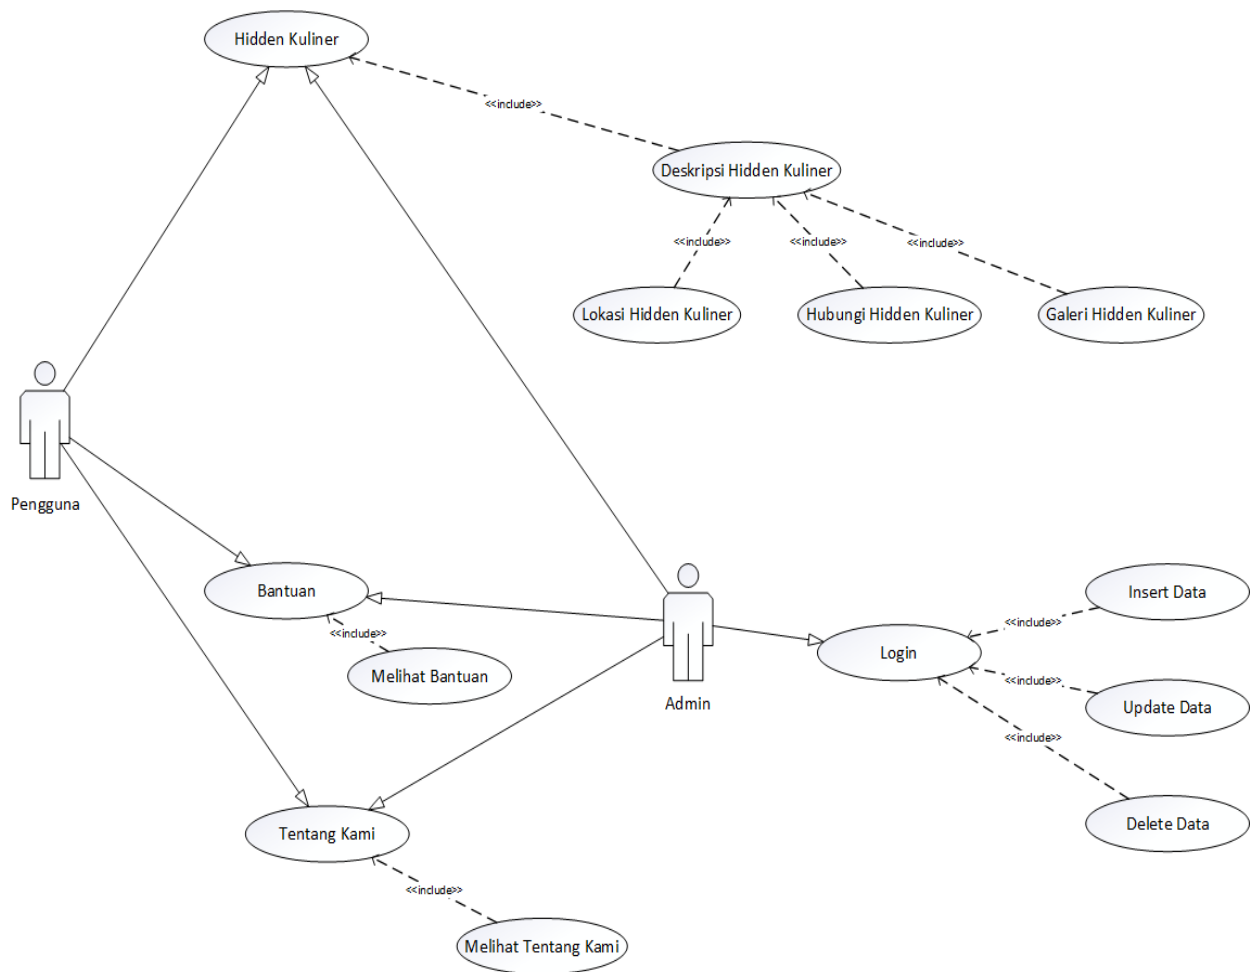 Hidden Kuliner
<<include>>
Deskripsi Hidden Kuliner
<<include>>
<<include>>
<<include>>
Lokasi Hidden Kuliner
Hubungi Hidden Kuliner
Galeri Hidden Kuliner
Pengguna
Bantuan
<<include>>
Melihat Bantuan
Admin
Login
<<include>>
Insert Data
<<include>>
Update Data
<<include>>
Delete Data
Tentang Kami
<<include>>
Melihat Tentang Kami